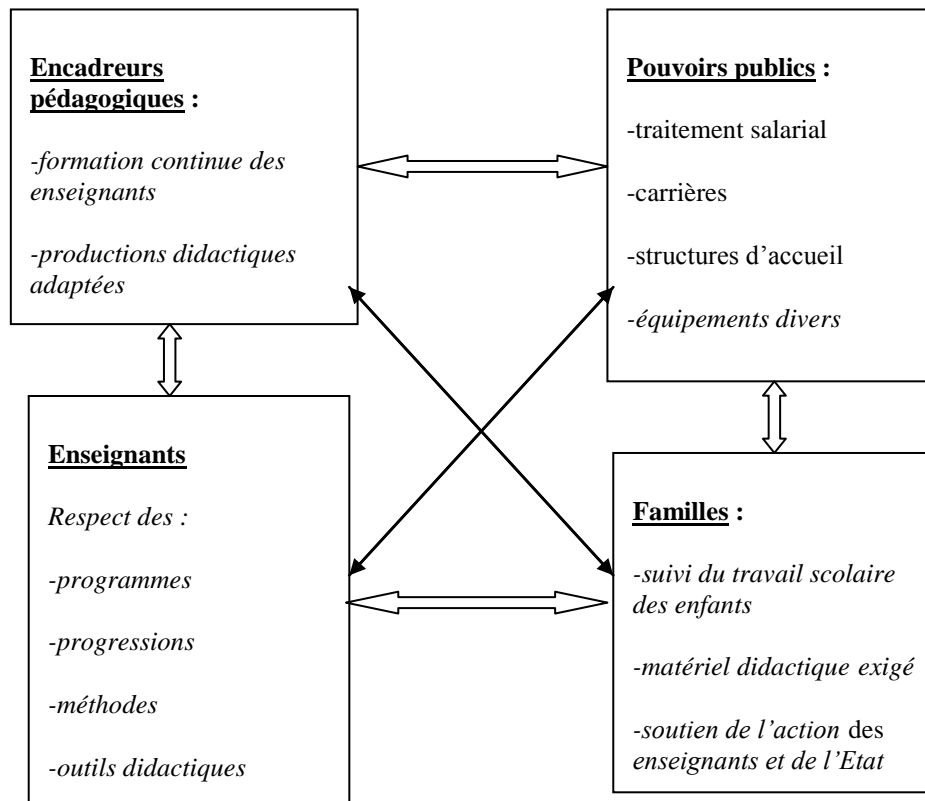 Encadreurs
pédagogiques :
-formation continue des
enseignants
-productions didactiques
adaptées
Pouvoirs publics :
-traitement salarial
-carrières
-structures d’accueil
-équipements divers
Enseignants
Respect des :
-programmes
-progressions
-méthodes
-outils didactiques
Familles :
-suivi du travail scolaire
des enfants
-matériel didactique exigé
-soutien de l’action des
enseignants et de l’Etat